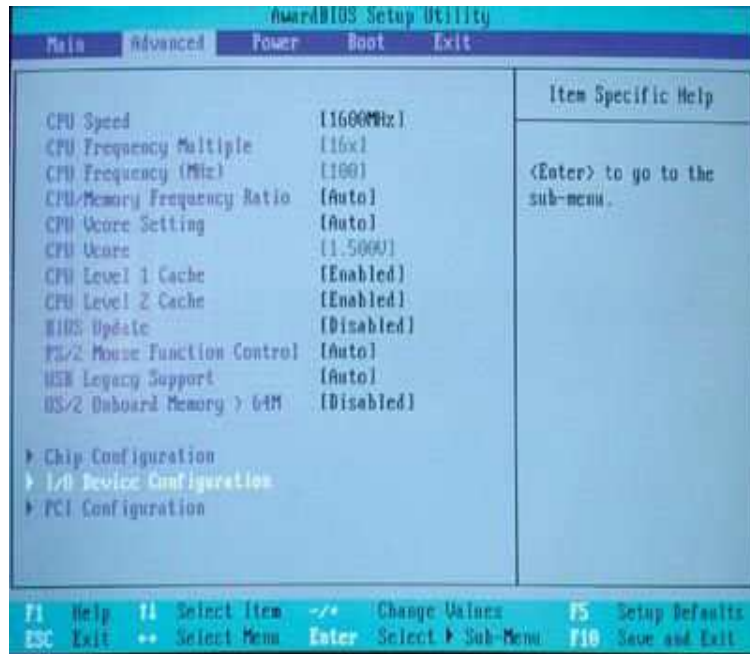 AwardBIOS Setup Utility
Main Advanced Power Boot Exit
Item Specific Help
CPU Speed [1600MHz]
CPU Frequency Multiple [16x]
CPU Frequency (MHz) [100]
<Enter> to go to the
CPU/Memory Frequency Ratio [Auto]
sub-menu.
CPU Vcore Setting [Auto]
CPU Vcore [1.500V]
CPU Level 1 Cache [Enabled]
CPU Level 2 Cache [Enabled]
BIOS Update [Disabled]
PS/2 Mouse Function Control [Auto]
USB Legacy Support [Auto]
OS/2 Onboard Memory > 64M [Disabled]
Chip Configuration
I/O Device Configuration
PCI Configuration
F1 Help ↑↓ Select Item -/+ Change Values F5 Setup Defaults
ESC Exit ↔ Select Menu Enter Select ▶ Sub-Menu F10 Save and Exit